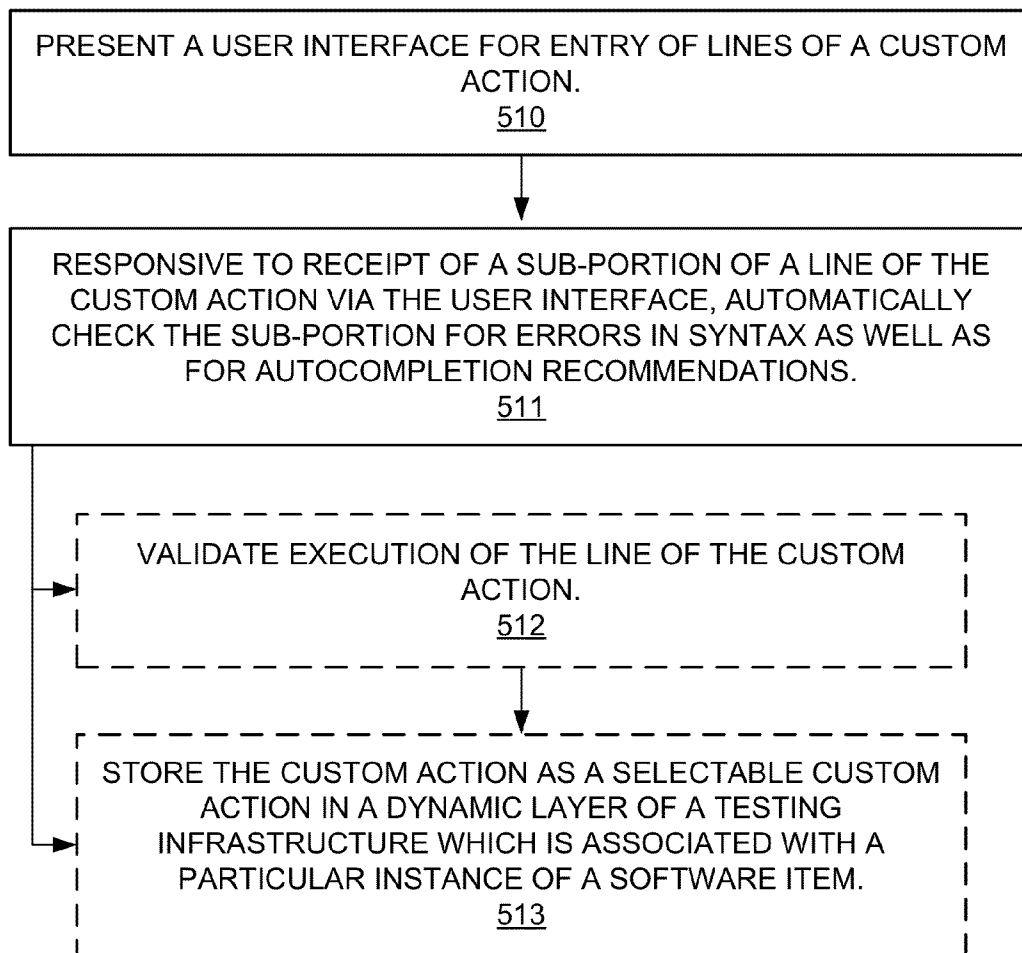 PRESENT A USER INTERFACE FOR ENTRY OF LINES OF A CUSTOM
ACTION.
510
RESPONSIVE TO RECEIPT OF A SUB-PORTION OF A LINE OF THE
CUSTOM ACTION VIA THE USER INTERFACE, AUTOMATICALLY
CHECK THE SUB-PORTION FOR ERRORS IN SYNTAX AS WELL AS
FOR AUTOCOMPLETION RECOMMENDATIONS.
511
VALIDATE EXECUTION OF THE LINE OF THE CUSTOM
ACTION.
512
STORE THE CUSTOM ACTION AS A SELECTABLE CUSTOM
ACTION IN A DYNAMIC LAYER OF A TESTING
INFRASTRUCTURE WHICH IS ASSOCIATED WITH A
PARTICULAR INSTANCE OF A SOFTWARE ITEM.
513